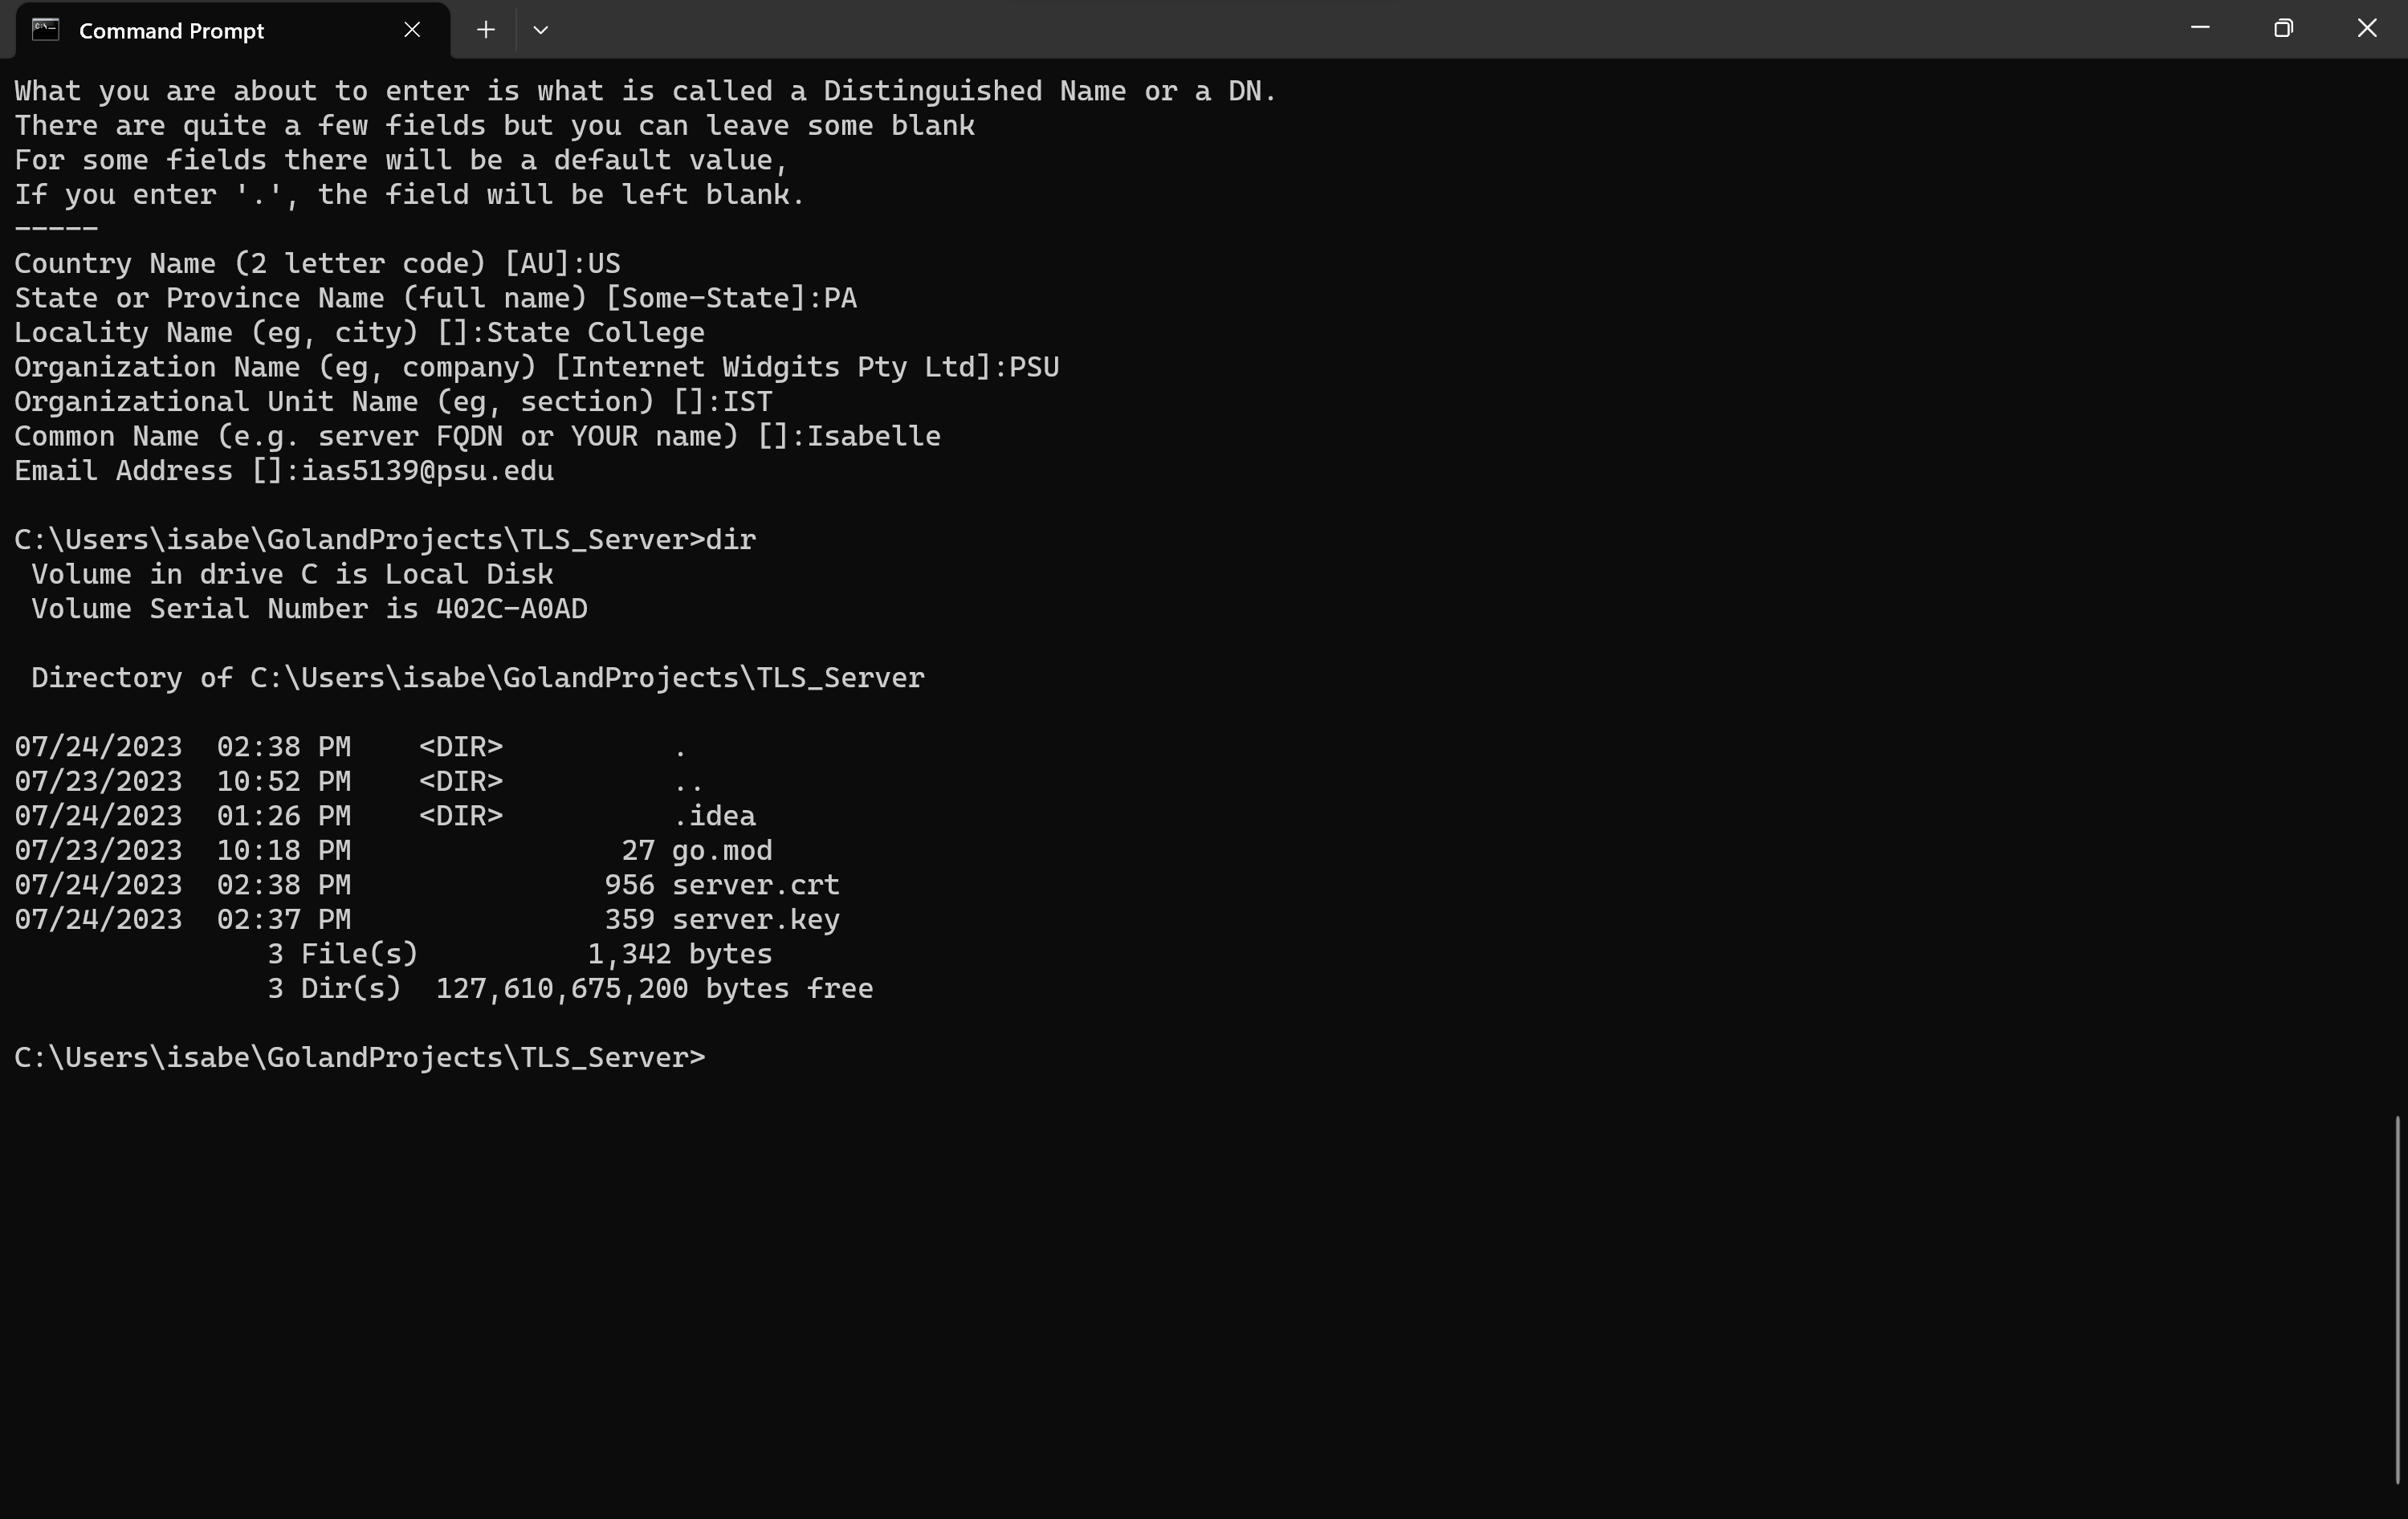 Command Prompt
What you are about to enter is what is called a Distinguished Name or a DN.
There are quite a few fields but you can leave some blank
For some fields there will be a default value,
If you enter '.', the field will be left blank.
-----
Country Name (2 letter code) [AU]:US
State or Province Name (full name) [Some-State]:PA
Locality Name (eg, city) []:State College
Organization Name (eg, company) [Internet Widgits Pty Ltd]:PSU
Organizational Unit Name (eg, section) []:IST
Common Name (e.g. server FQDN or YOUR name) []:Isabelle
Email Address []:ias5139@psu.edu

C:\Users\isabe\GolandProjects\TLS_Server>dir
 Volume in drive C is Local Disk
 Volume Serial Number is 402C-A0AD

 Directory of C:\Users\isabe\GolandProjects\TLS_Server

07/24/2023  02:38 PM    <DIR>          .
07/23/2023  10:52 PM    <DIR>          ..
07/24/2023  01:26 PM    <DIR>          .idea
07/23/2023  10:18 PM                27 go.mod
07/24/2023  02:38 PM               956 server.crt
07/24/2023  02:37 PM               359 server.key
               3 File(s)          1,342 bytes
               3 Dir(s)  127,610,675,200 bytes free

C:\Users\isabe\GolandProjects\TLS_Server>